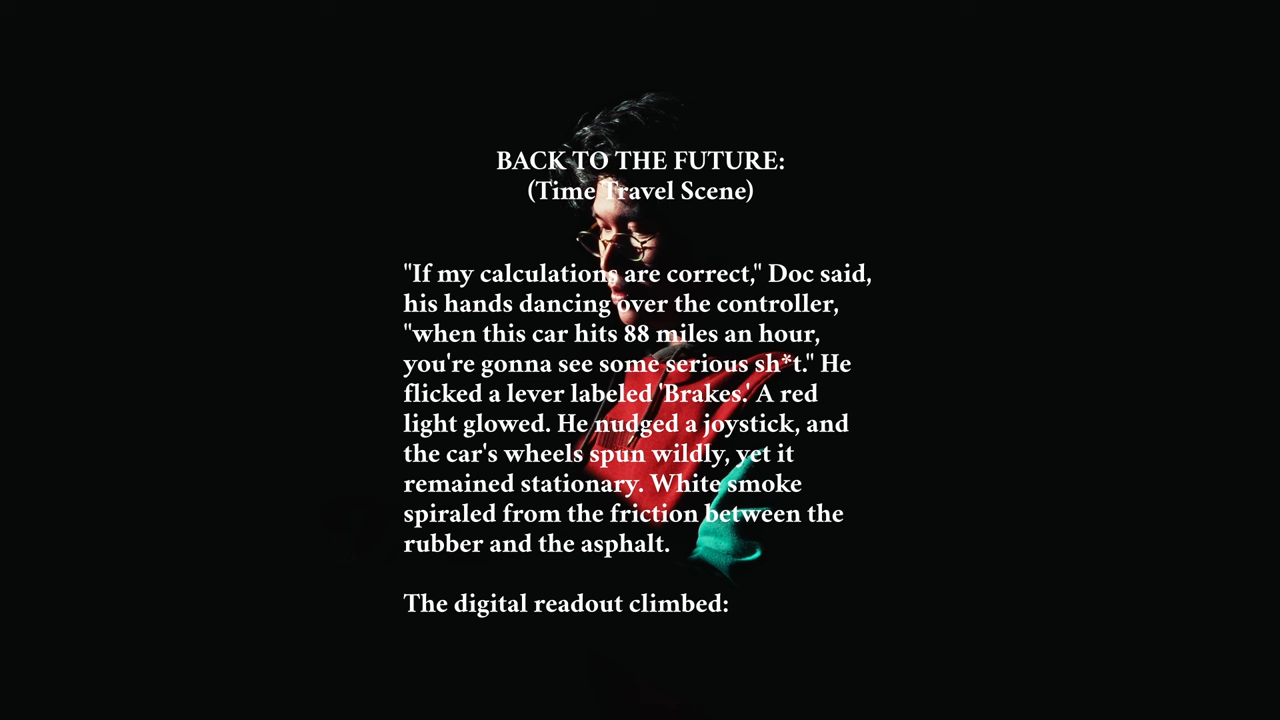 BACK TO THE FUTURE:
(Time Travel Scene)
"If my calculations are correct," Doc said,
his hands dancing over the controller,
"when this car hits 88 miles an hour,
you're gonna see some serious sh*t." He
flicked a lever labeled 'Brakes.' A red
light glowed. He nudged a joystick, and
the car's wheels spun wildly, yet it
remained stationary. White smoke
spiraled from the friction between the
rubber and the asphalt.
The digital readout climbed: